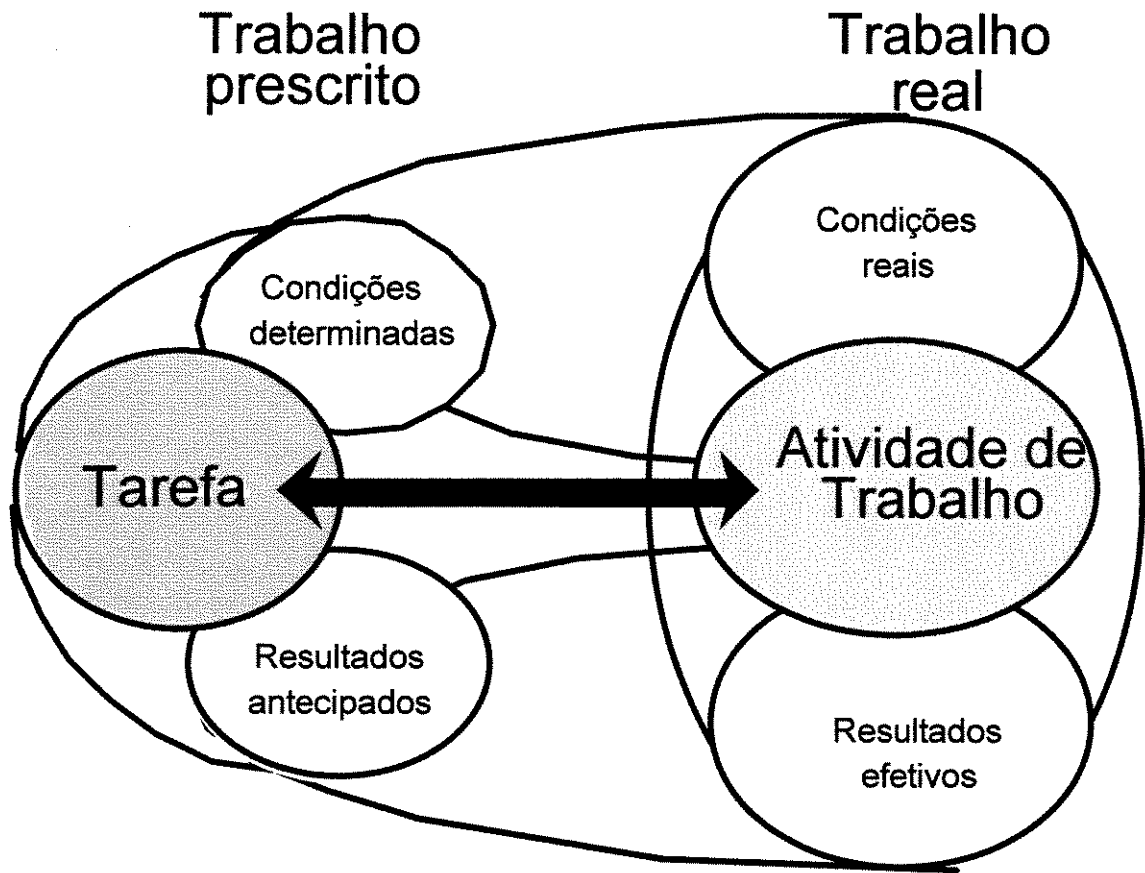 Trabalho
prescrito
Trabalho
real
Condições
determinadas
Condições
reais
Tarefa
Atividade de
Trabalho
Resultados
antecipados
Resultados
efetivos